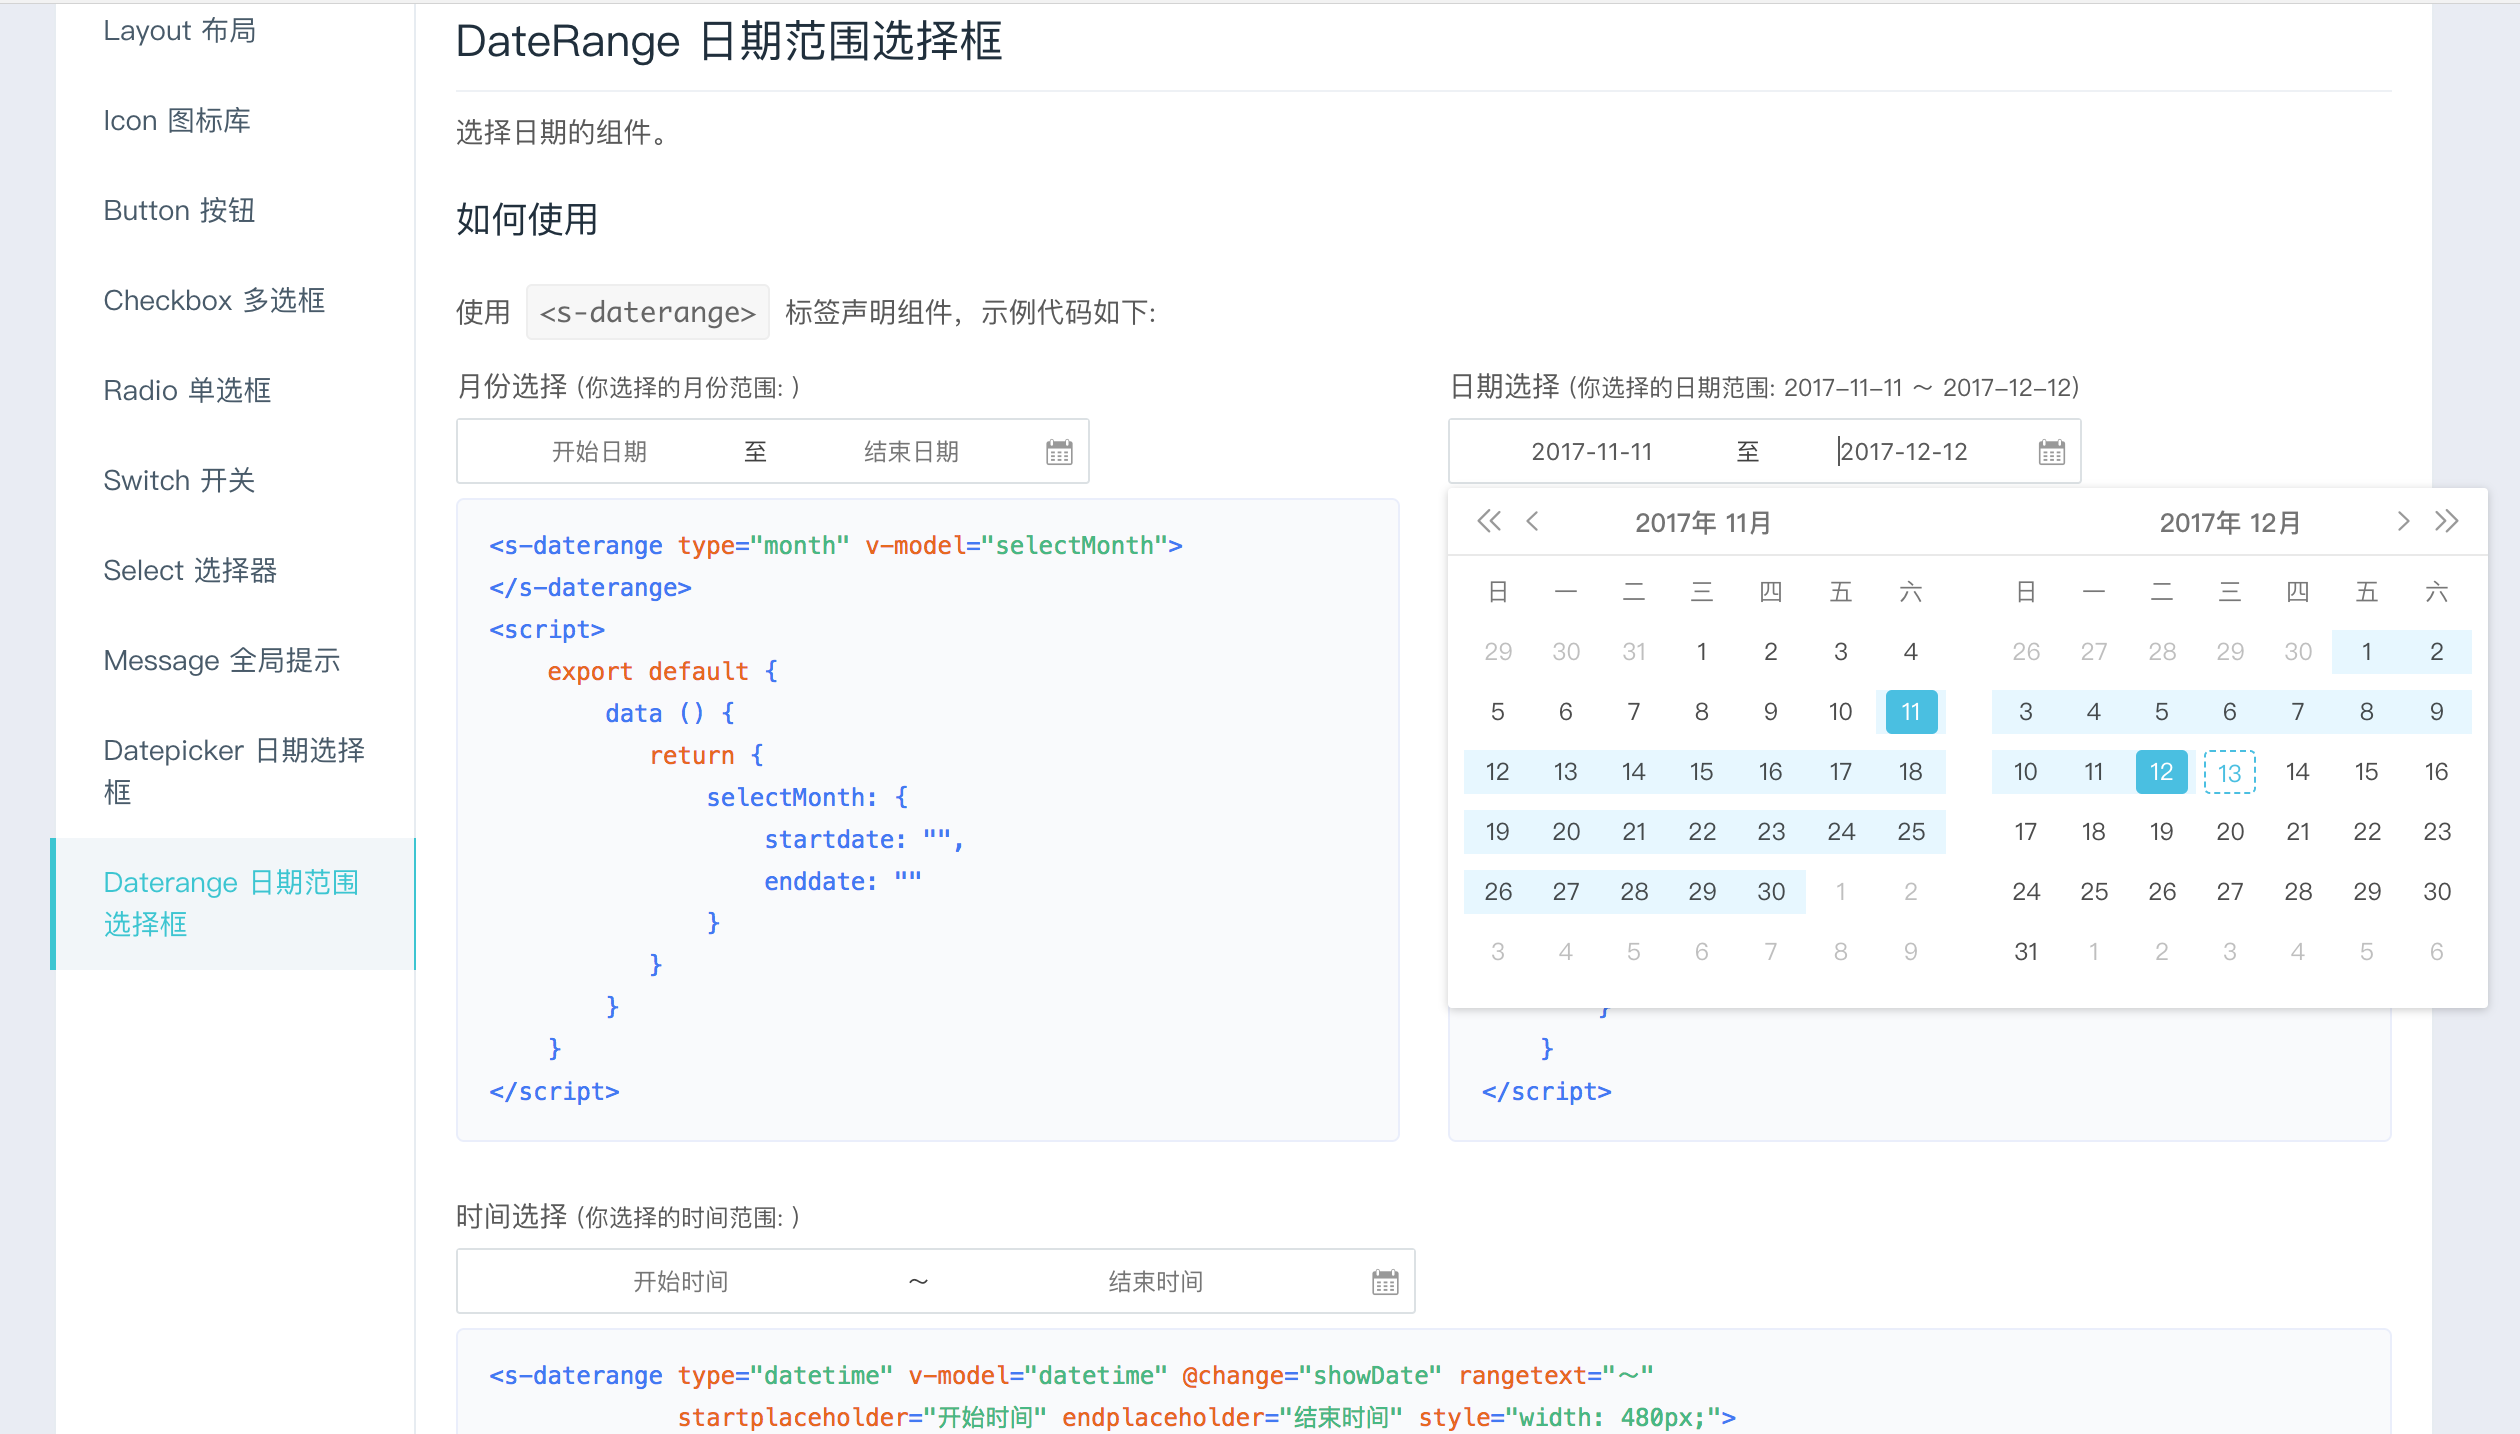 Layout 布局
Icon 图标库
Button 按钮
Checkbox 多选框
Radio 单选框
Switch 开关
Select 选择器
Message 全局提示
Datepicker 日期选择
框
Daterange 日期范围
选择框
DateRange 日期范围选择框
选择日期的组件。
如何使用
使用 <s-daterange> 标签声明组件，示例代码如下:
月份选择 (你选择的月份范围: )
开始日期 至 结束日期
<s-daterange type="month" v-model="selectMonth">
</s-daterange>
<script>
    export default {
        data () {
           return {
               selectMonth: {
                   startdate: "",
                   enddate: ""
               }
           }
        }
    }
</script>
日期选择 (你选择的日期范围: 2017-11-11 ～ 2017-12-12)
2017-11-11 至 2017-12-12
2017年 11月
日 一 二 三 四 五 六
29 30 31 1 2 3 4
5 6 7 8 9 10 11
12 13 14 15 16 17 18
19 20 21 22 23 24 25
26 27 28 29 30 1 2
3 4 5 6 7 8 9
2017年 12月
日 一 二 三 四 五 六
26 27 28 29 30 1 2
3 4 5 6 7 8 9
10 11 12 13 14 15 16
17 18 19 20 21 22 23
24 25 26 27 28 29 30
31 1 2 3 4 5 6
        }
    }
</script>
时间选择 (你选择的时间范围: )
开始时间 ～ 结束时间
<s-daterange type="datetime" v-model="datetime" @change="showDate" rangetext="～"
             startplaceholder="开始时间" endplaceholder="结束时间" style="width: 480px;">